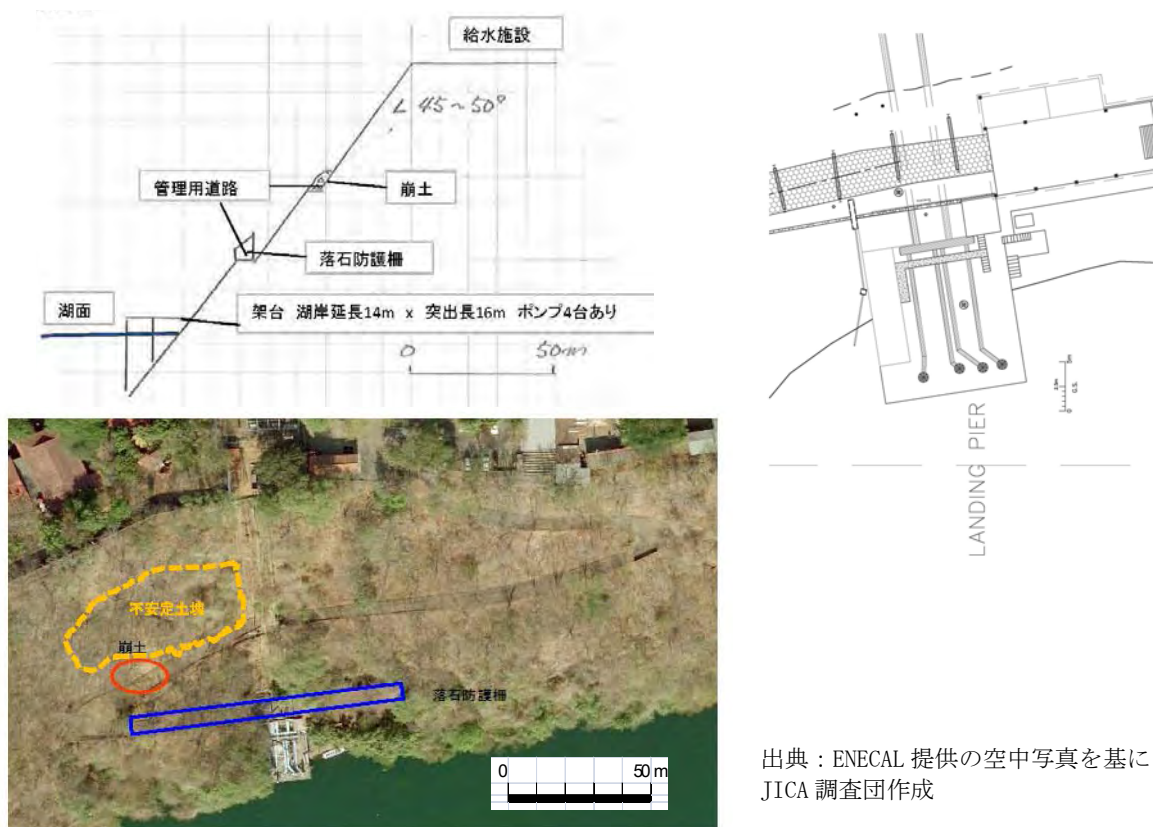 給水施設
∠ 45～50°
管理用道路
崩土
落石防護柵
湖面
架台 湖岸延長14m x 突出長16m ポンプ4台あり
0 50m
LANDING PIER
不安定土塊
崩土
落石防護柵
0 50 m
出典：ENECAL 提供の空中写真を基に
JICA 調査団作成